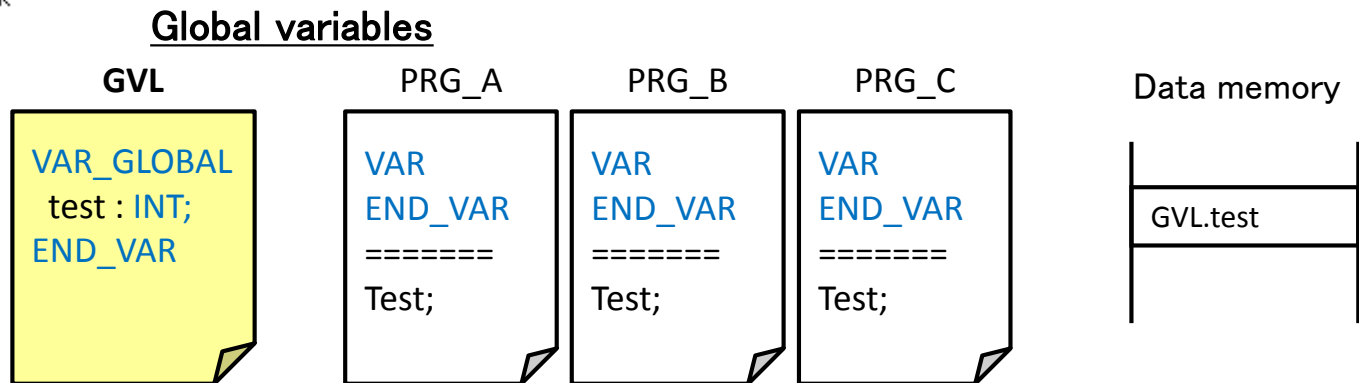 Global variables
GVL
VAR_GLOBAL
test : INT;
END_VAR
PRG_A
VAR
END_VAR
=======
Test;
PRG_B
VAR
END_VAR
=======
Test;
PRG_C
VAR
END_VAR
=======
Test;
Data memory
GVL.test